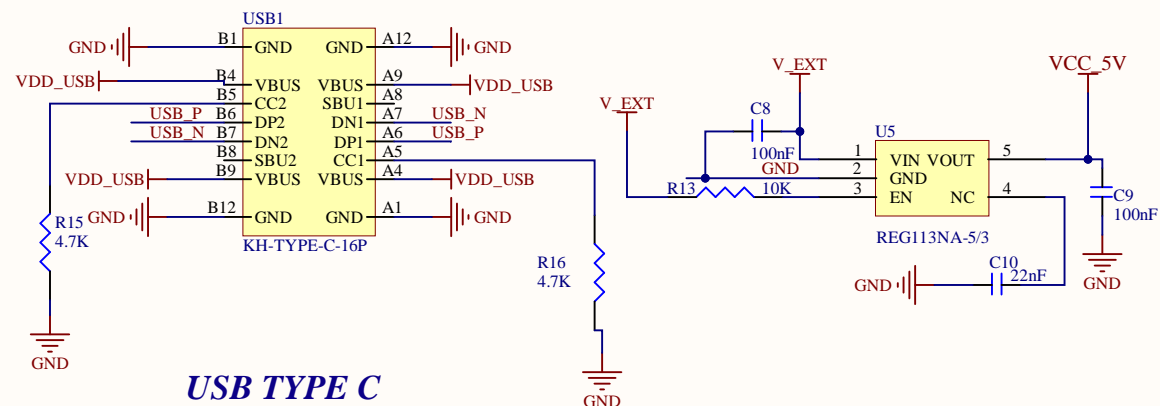 USB1
GND B1 GND GND A12 GND
VDD_USB B4 VBUS VBUS A9 VDD_USB
B5 CC2 SBU1 A8
USB_P B6 DP2 DN1 A7 USB_N
USB_N B7 DN2 DP1 A6 USB_P
B8 SBU2 CC1 A5
VDD_USB B9 VBUS VBUS A4 VDD_USB
GND B12 GND GND A1 GND
KH-TYPE-C-16P
R15
4.7K
GND
R16
4.7K
GND
USB TYPE C
V_EXT
V_EXT
VCC_5V
C8
100nF
GND
R13
10K
U5
1 VIN VOUT 5
2 GND
3 EN NC 4
REG113NA-5/3
C9
100nF
GND
C10
22nF
GND